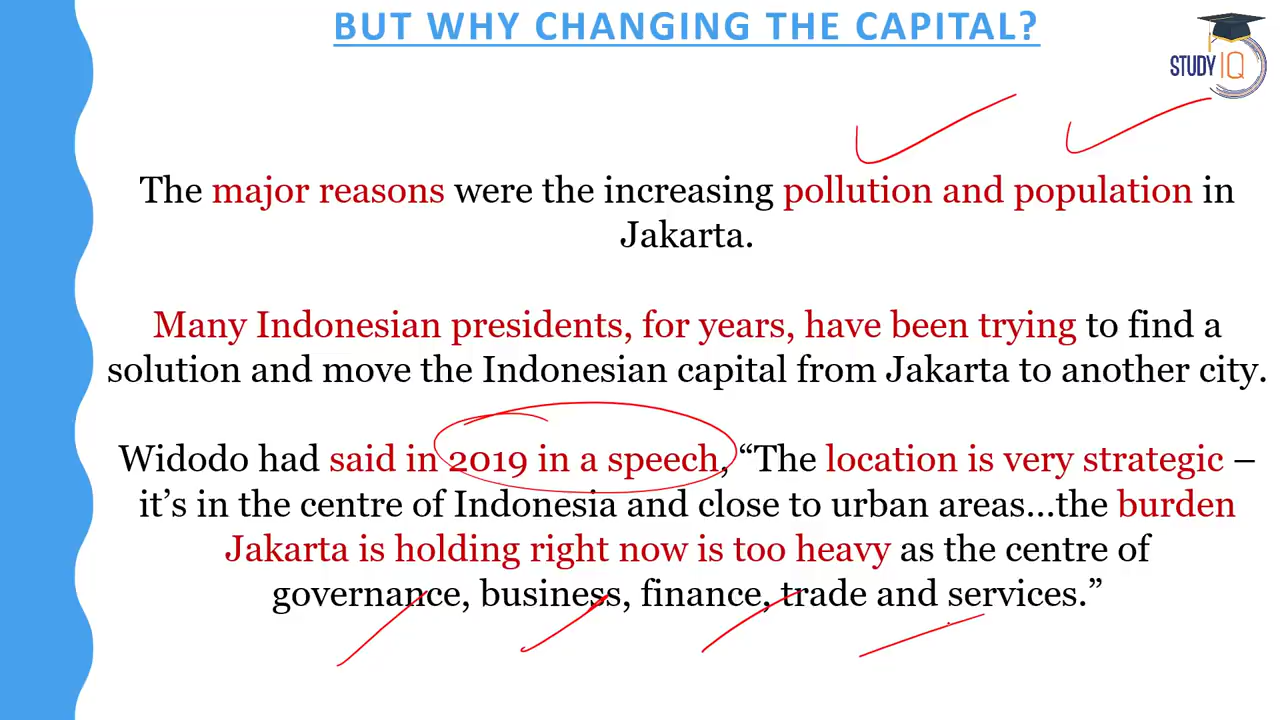 BUT WHY CHANGING THE CAPITAL?
STUDY IQ
The major reasons were the increasing pollution and population in
Jakarta.
Many Indonesian presidents, for years, have been trying to find a
solution and move the Indonesian capital from Jakarta to another city.
Widodo had said in 2019 in a speech, “The location is very strategic –
it’s in the centre of Indonesia and close to urban areas...the burden
Jakarta is holding right now is too heavy as the centre of
governance, business, finance, trade and services.”